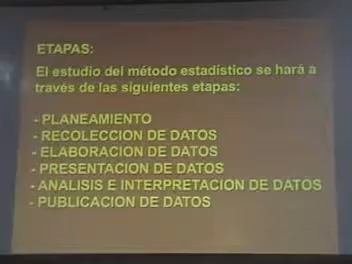 ETAPAS:
El estudio del método estadístico se hará a
través de las siguientes etapas:
- PLANEAMIENTO
- RECOLECCION DE DATOS
- ELABORACION DE DATOS
- PRESENTACION DE DATOS
- ANALISIS E INTERPRETACION DE DATOS
- PUBLICACION DE DATOS